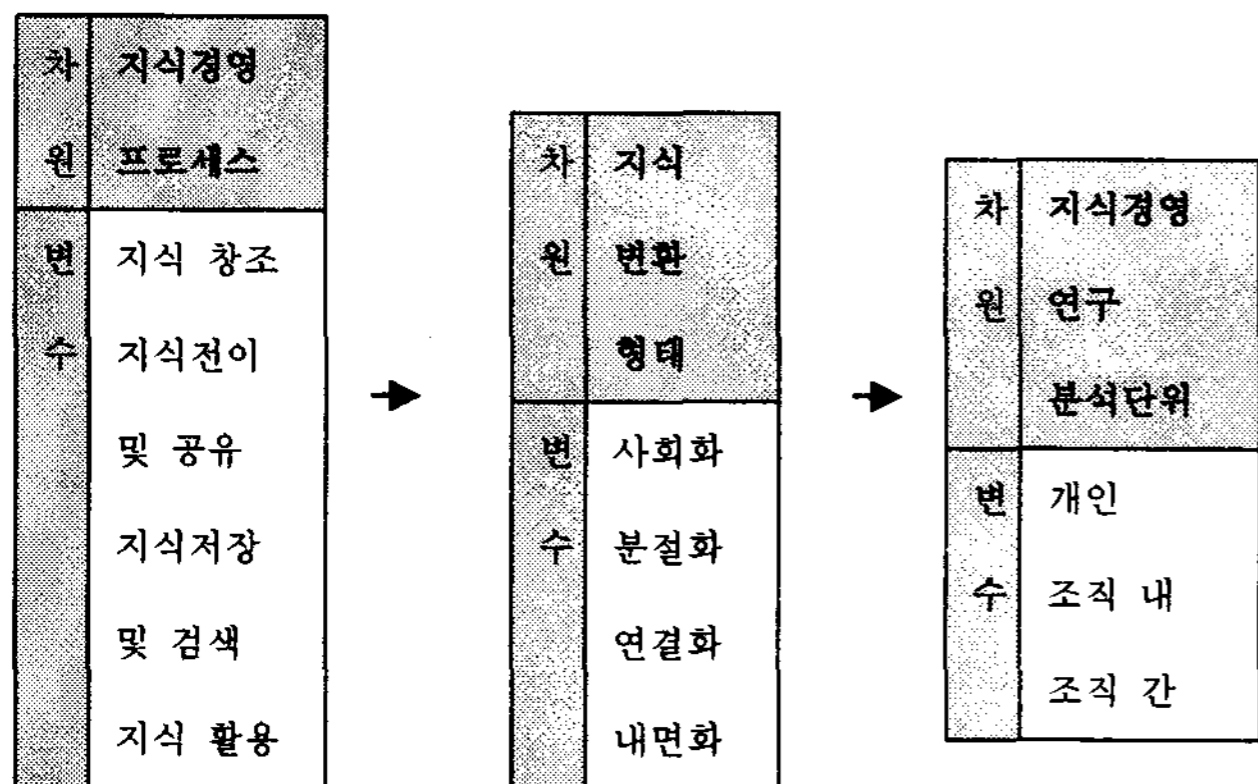 차 지식경영
원 프로세스
변 지식 창조
수 지식전이
및 공유
지식저장
및 검색
지식 활용
차 지식
원 변환
형태
변 사회화
수 분절화
연결화
내면화
차 지식경영
원 연구
분석단위
변 개인
수 조직 내
조직 간